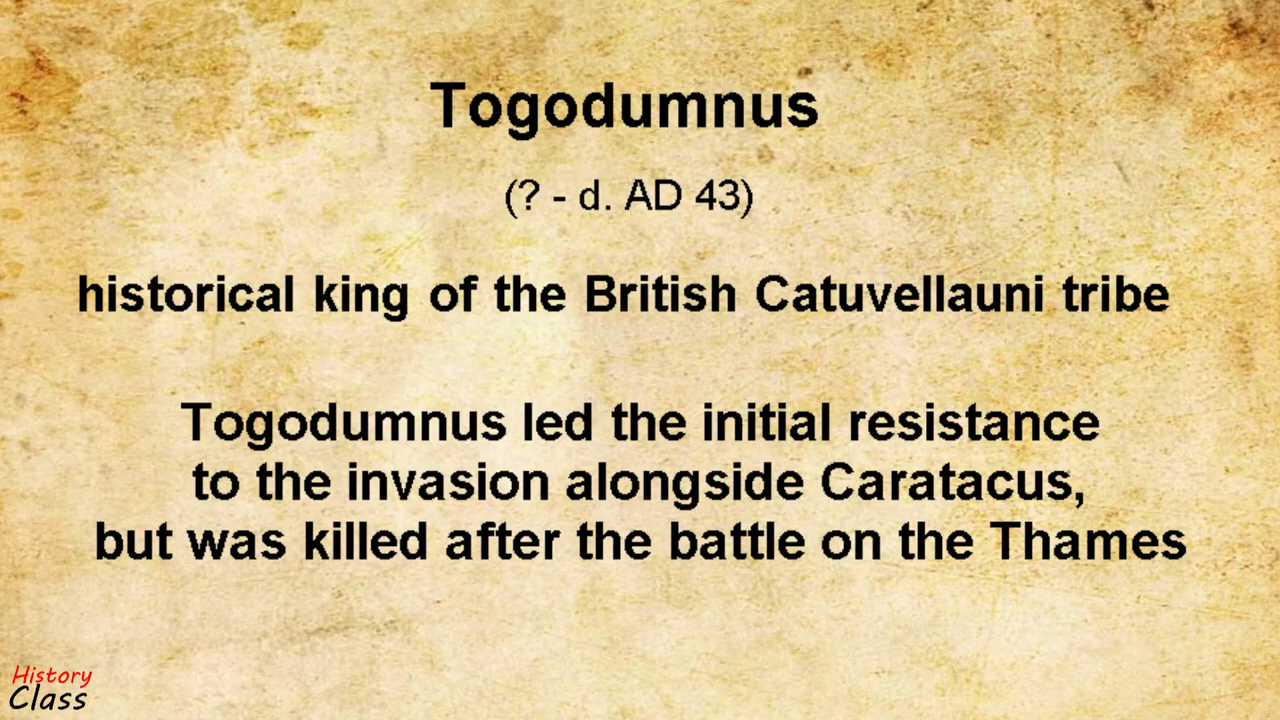 Togodumnus
(? - d. AD 43)
historical king of the British Catuvellauni tribe
Togodumnus led the initial resistance
to the invasion alongside Caratacus,
but was killed after the battle on the Thames
History
Class